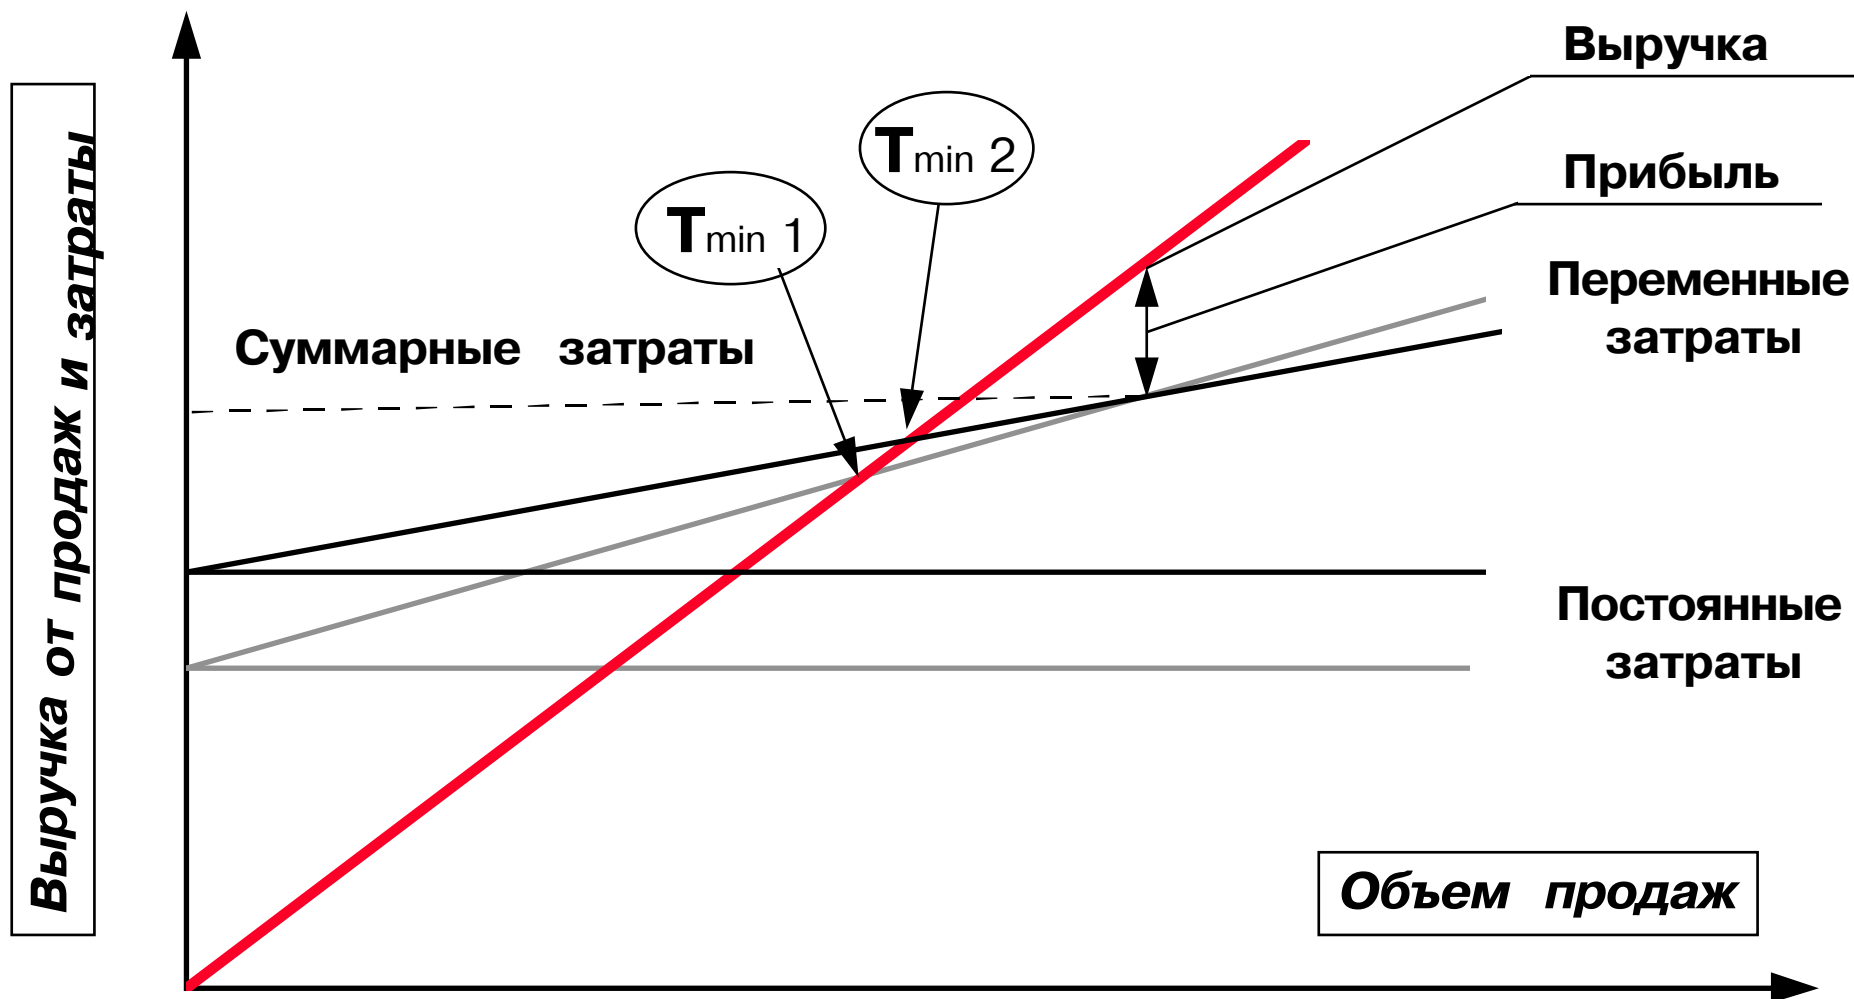 Выручка от продаж и затраты
Выручка
Tmin 2
Прибыль
Tmin 1
Переменные
затраты
Суммарные затраты
Постоянные
затраты
Объем продаж